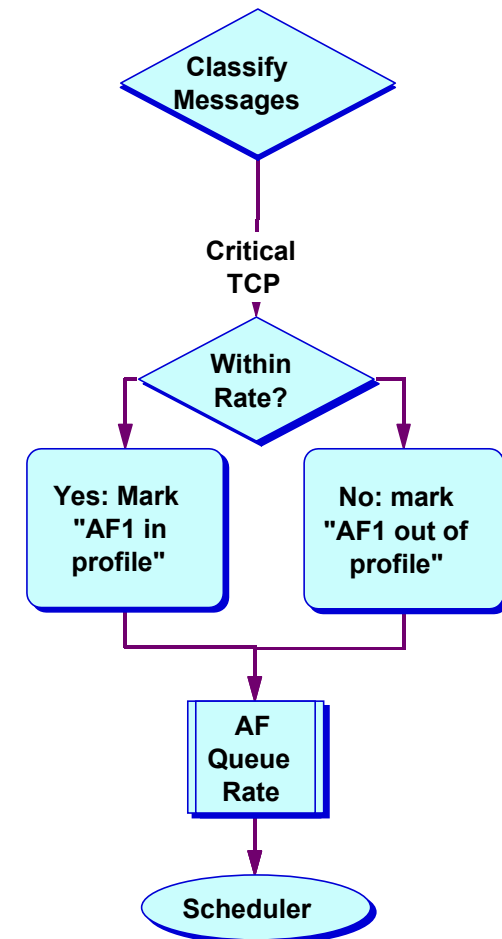 Classify
Messages
Critical
TCP
Within
Rate?
Yes: Mark
"AF1 in
profile"
No: mark
"AF1 out of
profile"
AF
Queue
Rate
Scheduler